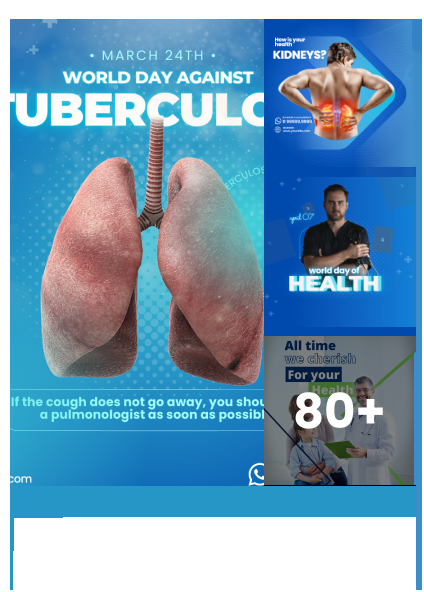 • MARCH 24TH •
WORLD DAY AGAINST
TUBERCULO
If the cough does not go away, you shou
a pulmonologist as soon as possibl
com
How is your
health
KIDNEYS?
april 07
world day of
HEALTH
All time
we cherish
For your
Health
80+